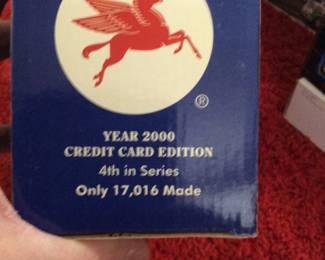 ®
YEAR 2000
CREDIT CARD EDITION
4th in Series
Only 17,016 Made